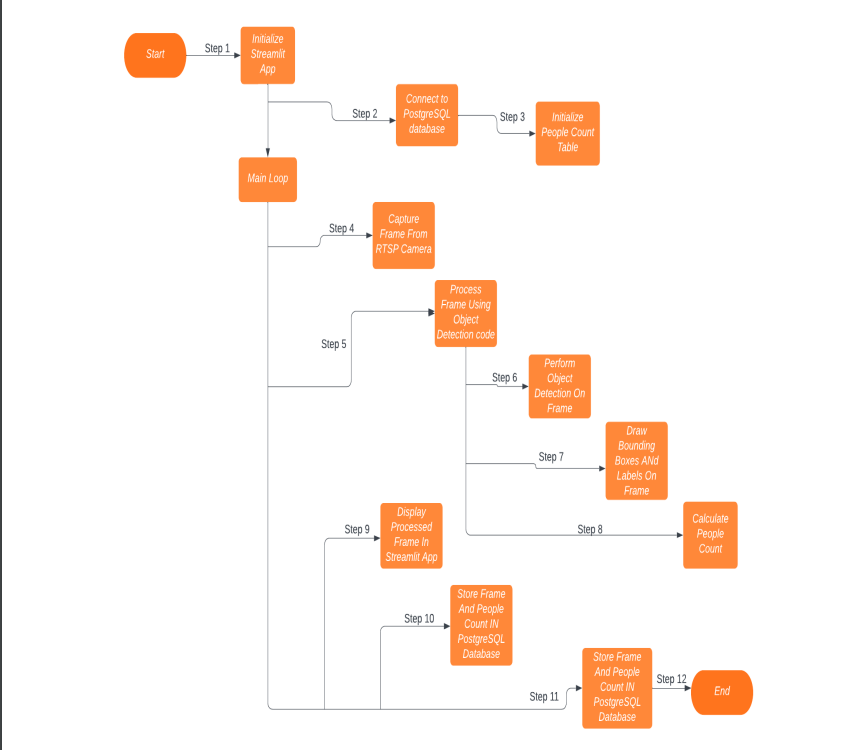 Start
Step 1
Initialize
Streamlit
App
Step 2
Connect to
PostgreSQL
database
Step 3
Initialize
People Count
Table
Main Loop
Step 4
Capture
Frame From
RTSP Camera
Step 5
Process
Frame Using
Object
Detection code
Step 6
Perform
Object
Detection On
Frame
Step 7
Draw
Bounding
Boxes ANd
Labels On
Frame
Step 8
Calculate
People
Count
Step 9
Display
Processed
Frame In
Streamlit App
Step 10
Store Frame
And People
Count IN
PostgreSQL
Database
Step 11
Store Frame
And People
Count IN
PostgreSQL
Database
Step 12
End